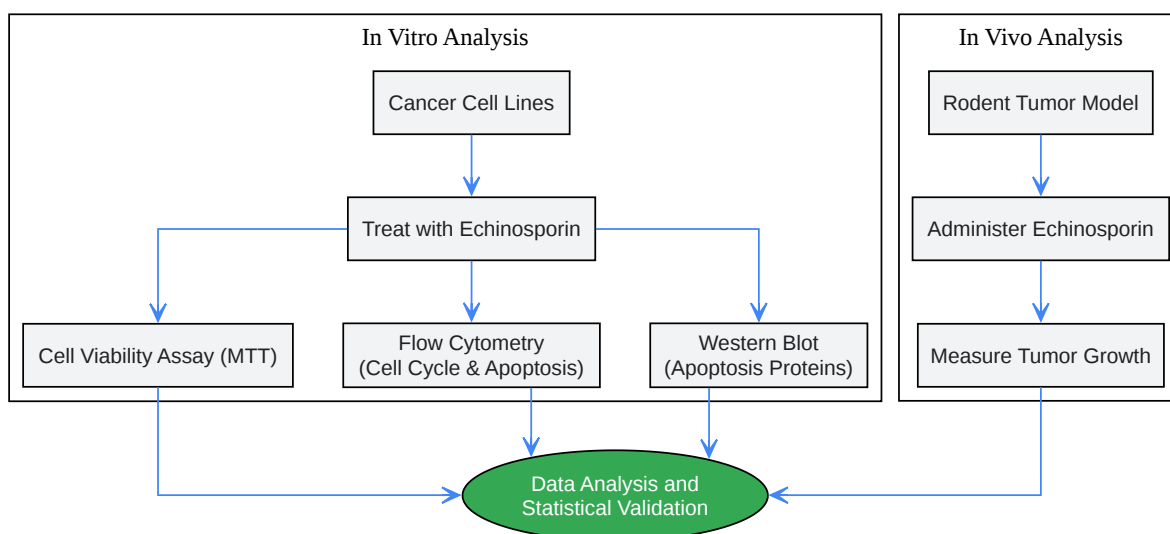 In Vitro Analysis
Cancer Cell Lines
Treat with Echinosporin
Cell Viability Assay (MTT)
Flow Cytometry
(Cell Cycle & Apoptosis)
Western Blot
(Apoptosis Proteins)
In Vivo Analysis
Rodent Tumor Model
Administer Echinosporin
Measure Tumor Growth
Data Analysis and
Statistical Validation